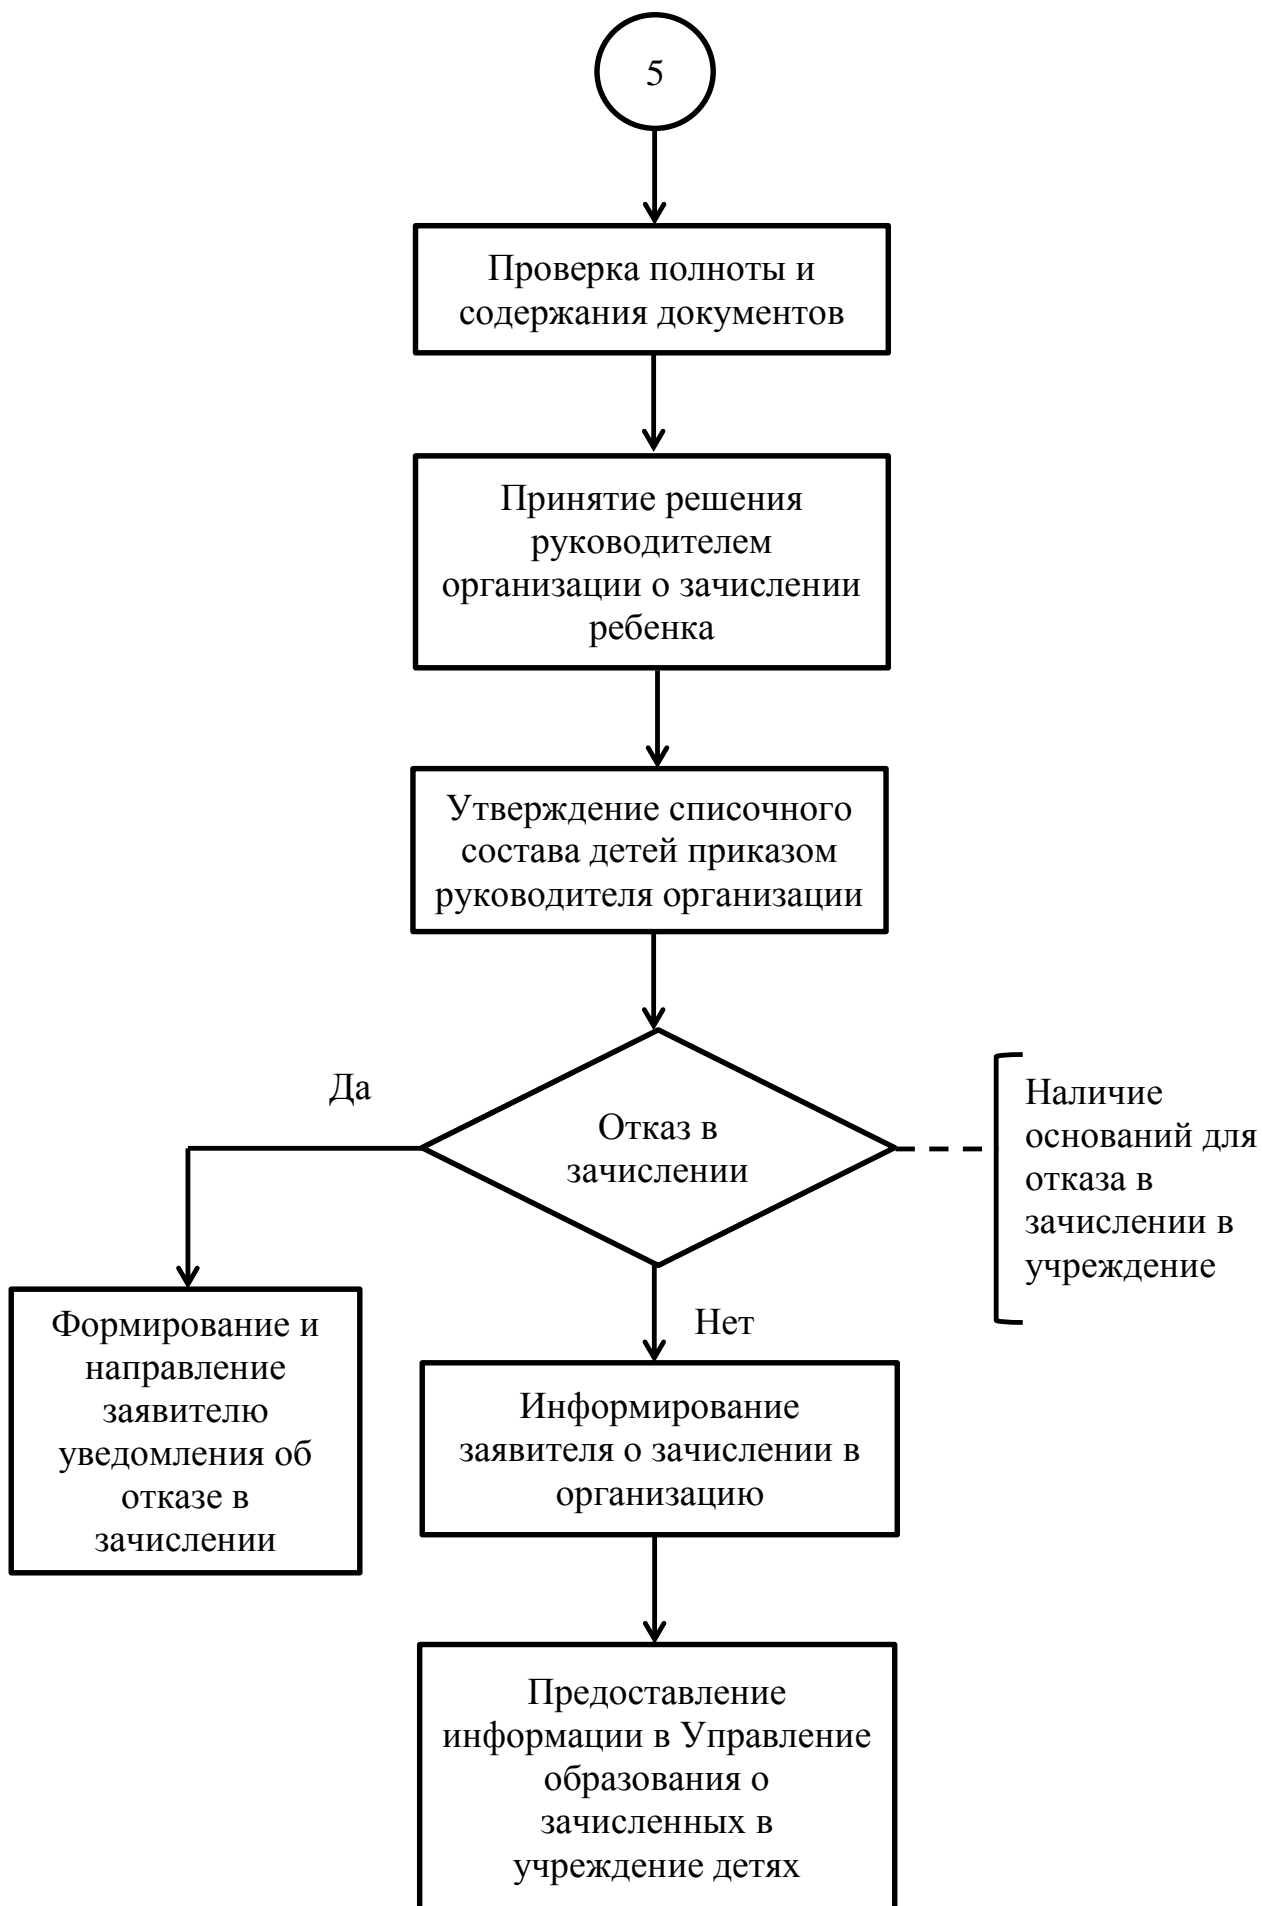 5
Проверка полноты и
содержания документов
Принятие решения
руководителем
организации о зачислении
ребенка
Утверждение списочного
состава детей приказом
руководителя организации
Да
Отказ в
зачислении
Наличие
оснований для
отказа в
зачислении в
учреждение
Нет
Формирование и
направление
заявителю
уведомления об
отказе в
зачислении
Информирование
заявителя о зачислении в
организацию
Предоставление
информации в Управление
образования о
зачисленных в
учреждение детях